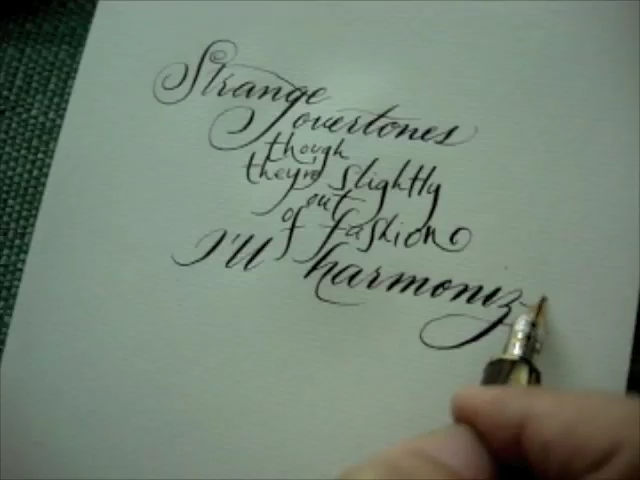 Strange
overtones
though
they're slightly
out
of fashion
I'll harmoniz